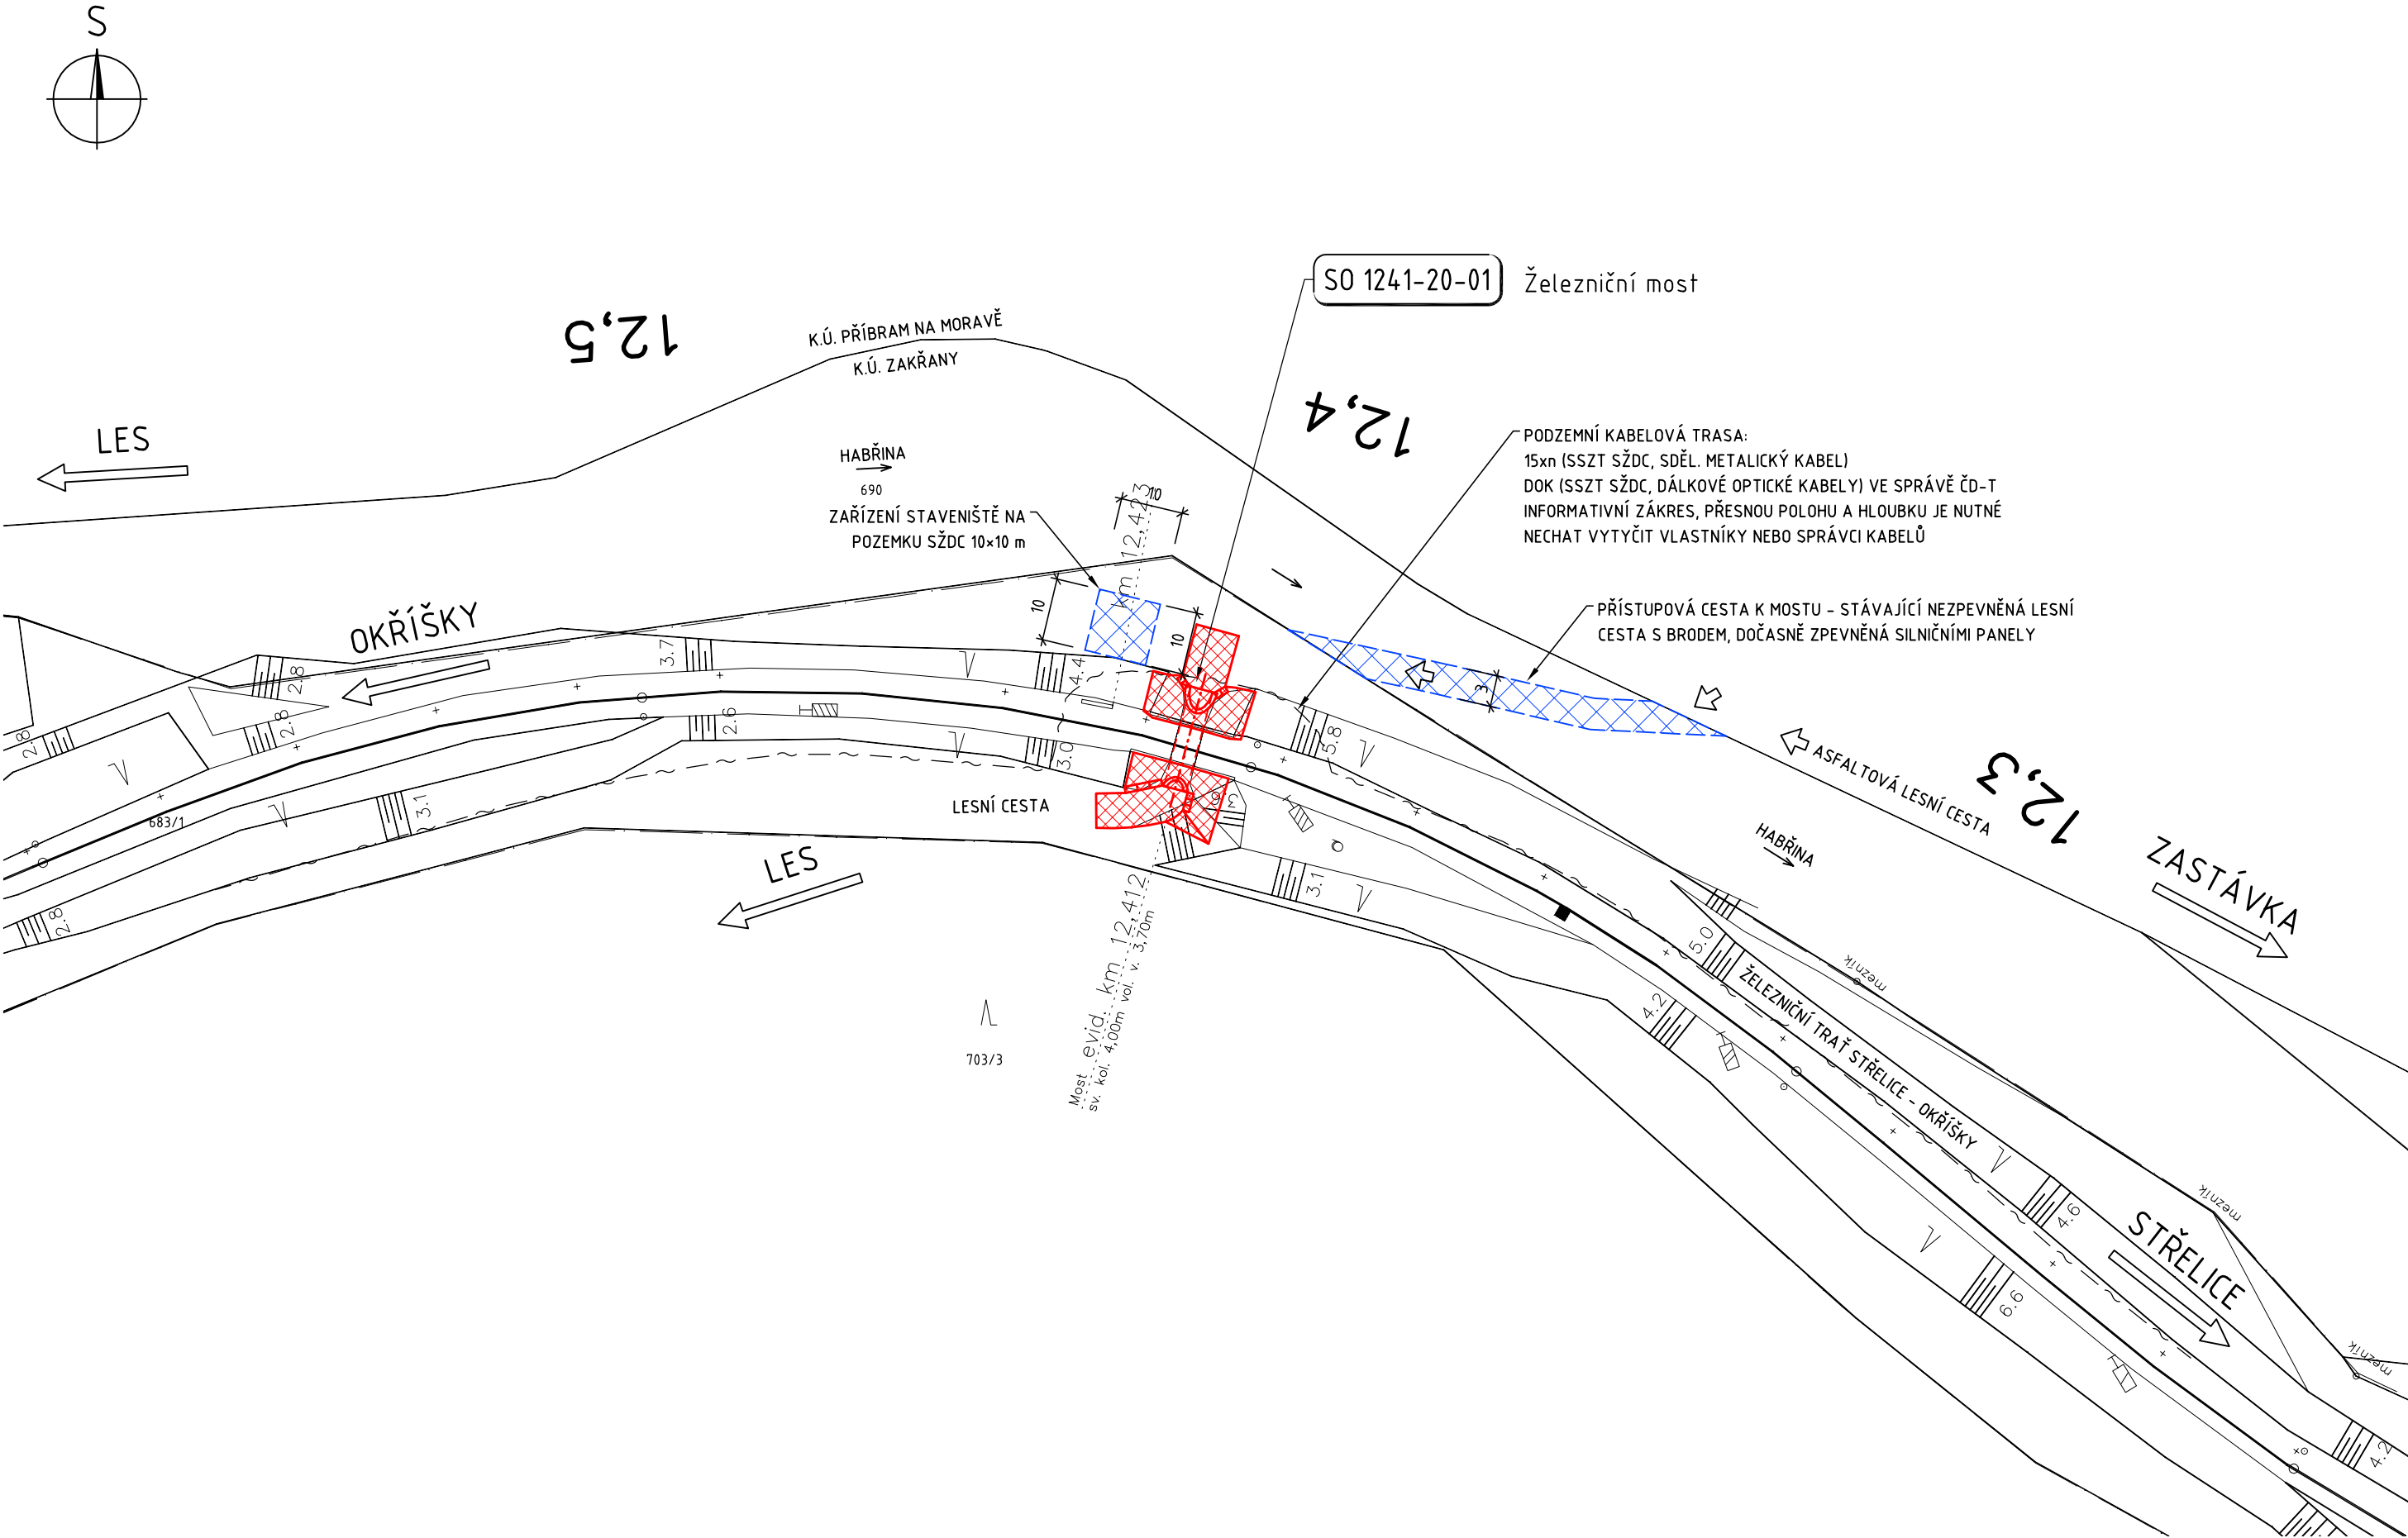 S
SO 1241-20-01
Železniční most
12,5
K.Ú. PŘÍBRAM NA MORAVĚ
K.Ú. ZAKŘANY
12,4
LES
HABŘINA
690
ZAŘÍZENÍ STAVENIŠTĚ NA
POZEMKU SŽDC 10×10 m
km 12,423
10
10
10
PODZEMNÍ KABELOVÁ TRASA:
15xn (SSZT SŽDC, SDĚL. METALICKÝ KABEL)
DOK (SSZT SŽDC, DÁLKOVÉ OPTICKÉ KABELY) VE SPRÁVĚ ČD-T
INFORMATIVNÍ ZÁKRES, PŘESNOU POLOHU A HLOUBKU JE NUTNÉ
NECHAT VYTYČIT VLASTNÍKY NEBO SPRÁVCI KABELŮ
PŘÍSTUPOVÁ CESTA K MOSTU - STÁVAJÍCÍ NEZPEVNĚNÁ LESNÍ
CESTA S BRODEM, DOČASNĚ ZPEVNĚNÁ SILNIČNÍMI PANELY
3
OKŘÍŠKY
2.8
2.8
2.8
3.7
4.4
2.6
3.0
5.8
3.6
683/1
3.1
2.8
LESNÍ CESTA
LES
3.1
ASFALTOVÁ LESNÍ CESTA
12,3
HABŘINA
ZASTÁVKA
Most evid. km 12,412
sv. kol. 4,00m vol. v. 3,70m
703/3
5.0
4.2
mezník
ŽELEZNIČNÍ TRAŤ STŘELICE - OKŘÍŠKY
mezník
4.6
STŘELICE
6.6
mezník
4.2